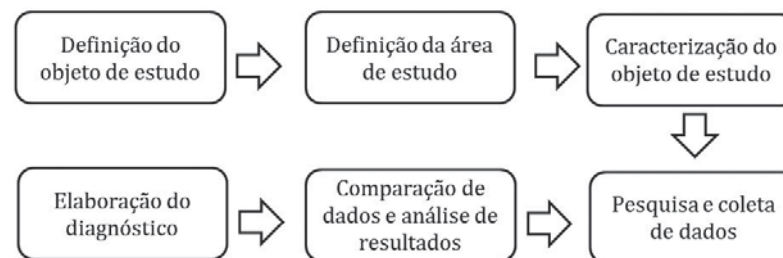 Definição do
objeto de estudo
Definição da área
de estudo
Caracterização do
objeto de estudo
Elaboração do
diagnóstico
Comparação de
dados e análise de
resultados
Pesquisa e coleta
de dados